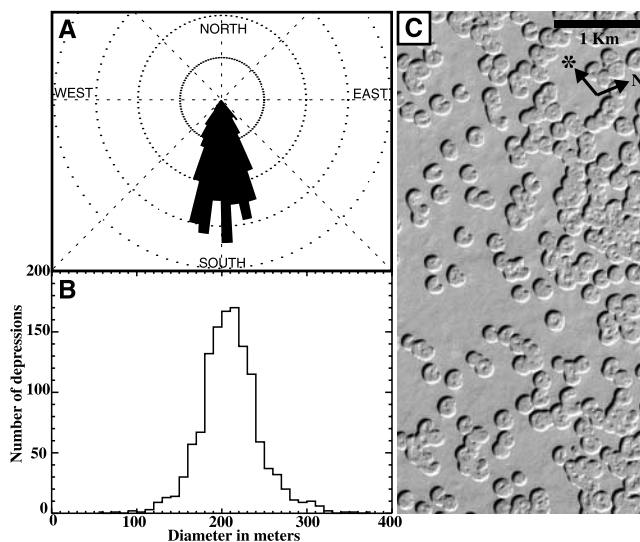 A
NORTH
WEST
EAST
SOUTH
B
200
150
100
50
0
Number of depressions
0
100
200
300
400
Diameter in meters
C
1 Km
*
N